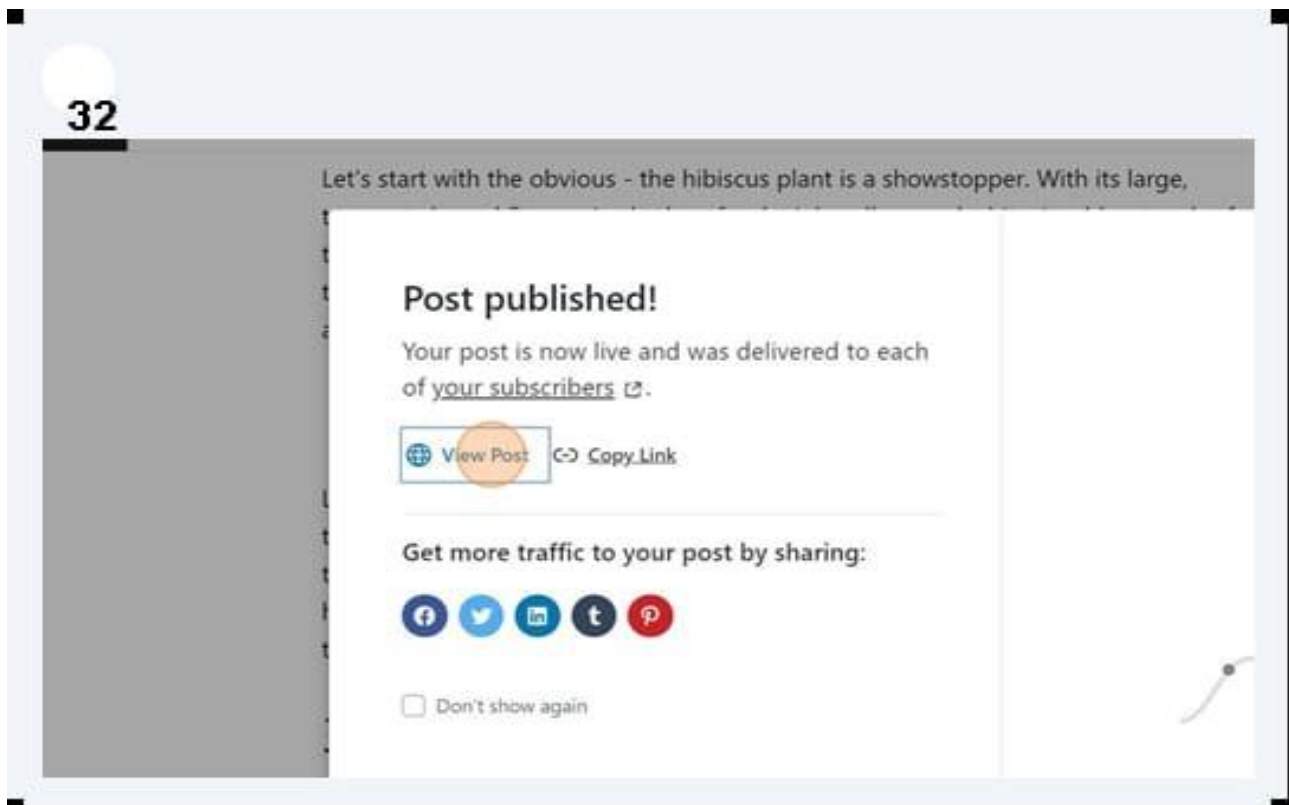 32
Let's start with the obvious - the hibiscus plant is a showstopper. With its large,
Post published!
Your post is now live and was delivered to each
of your subscribers.
View Post Copy Link
Get more traffic to your post by sharing:
Don't show again